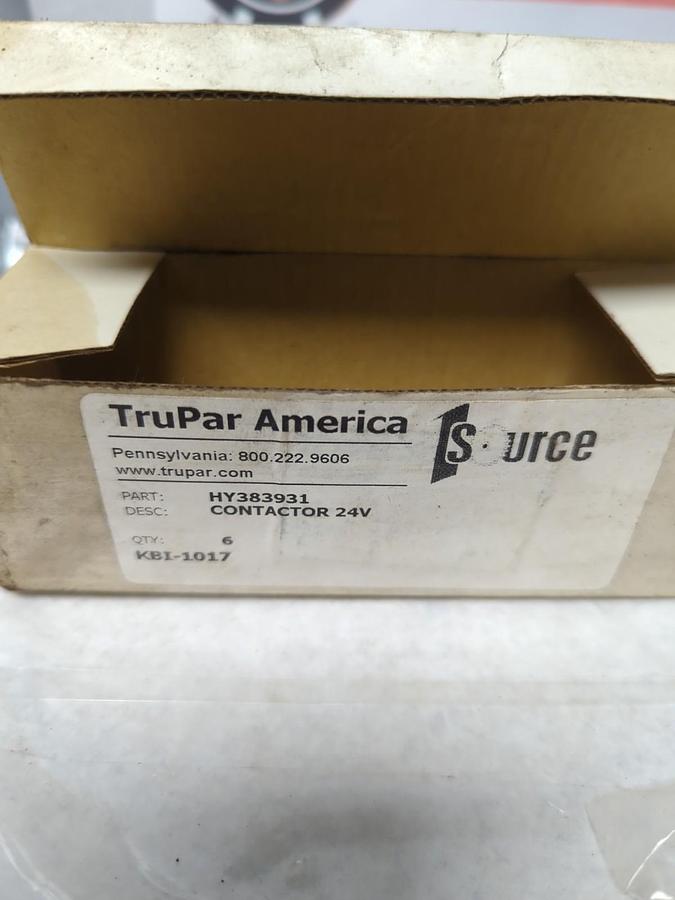 TruPar America
1Source
Pennsylvania: 800.222.9606
www.trupar.com
PART: HY383931
DESC: CONTACTOR 24V
QTY: 6
KBI-1017